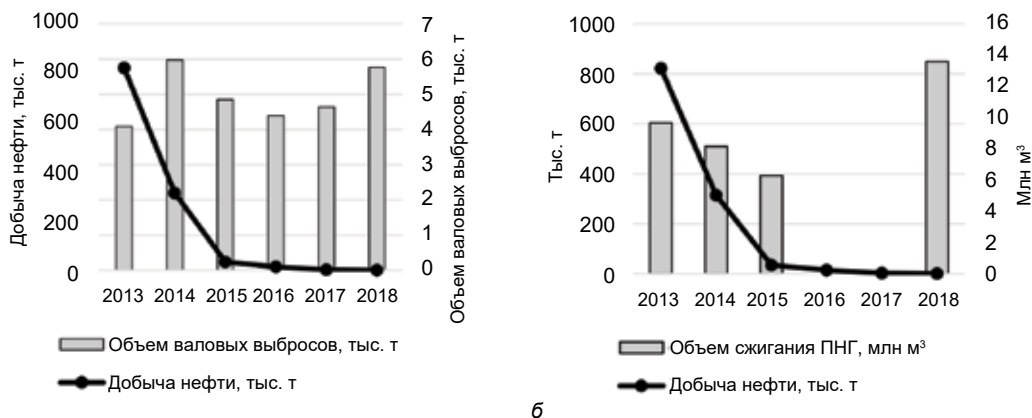 Добыча нефти, тыс. т
1000
800
600
400
200
0
7
6
5
4
3
2
1
0
Объем валовых выбросов, тыс. т
2013 2014 2015 2016 2017 2018
Объем валовых выбросов, тыс. т
Добыча нефти, тыс. т
Тыс. т
1000
800
600
400
200
0
16
14
12
10
8
6
4
2
0
Млн м³
2013 2014 2015 2016 2017 2018
Объем сжигания ПНГ, млн м³
Добыча нефти, тыс. т
б